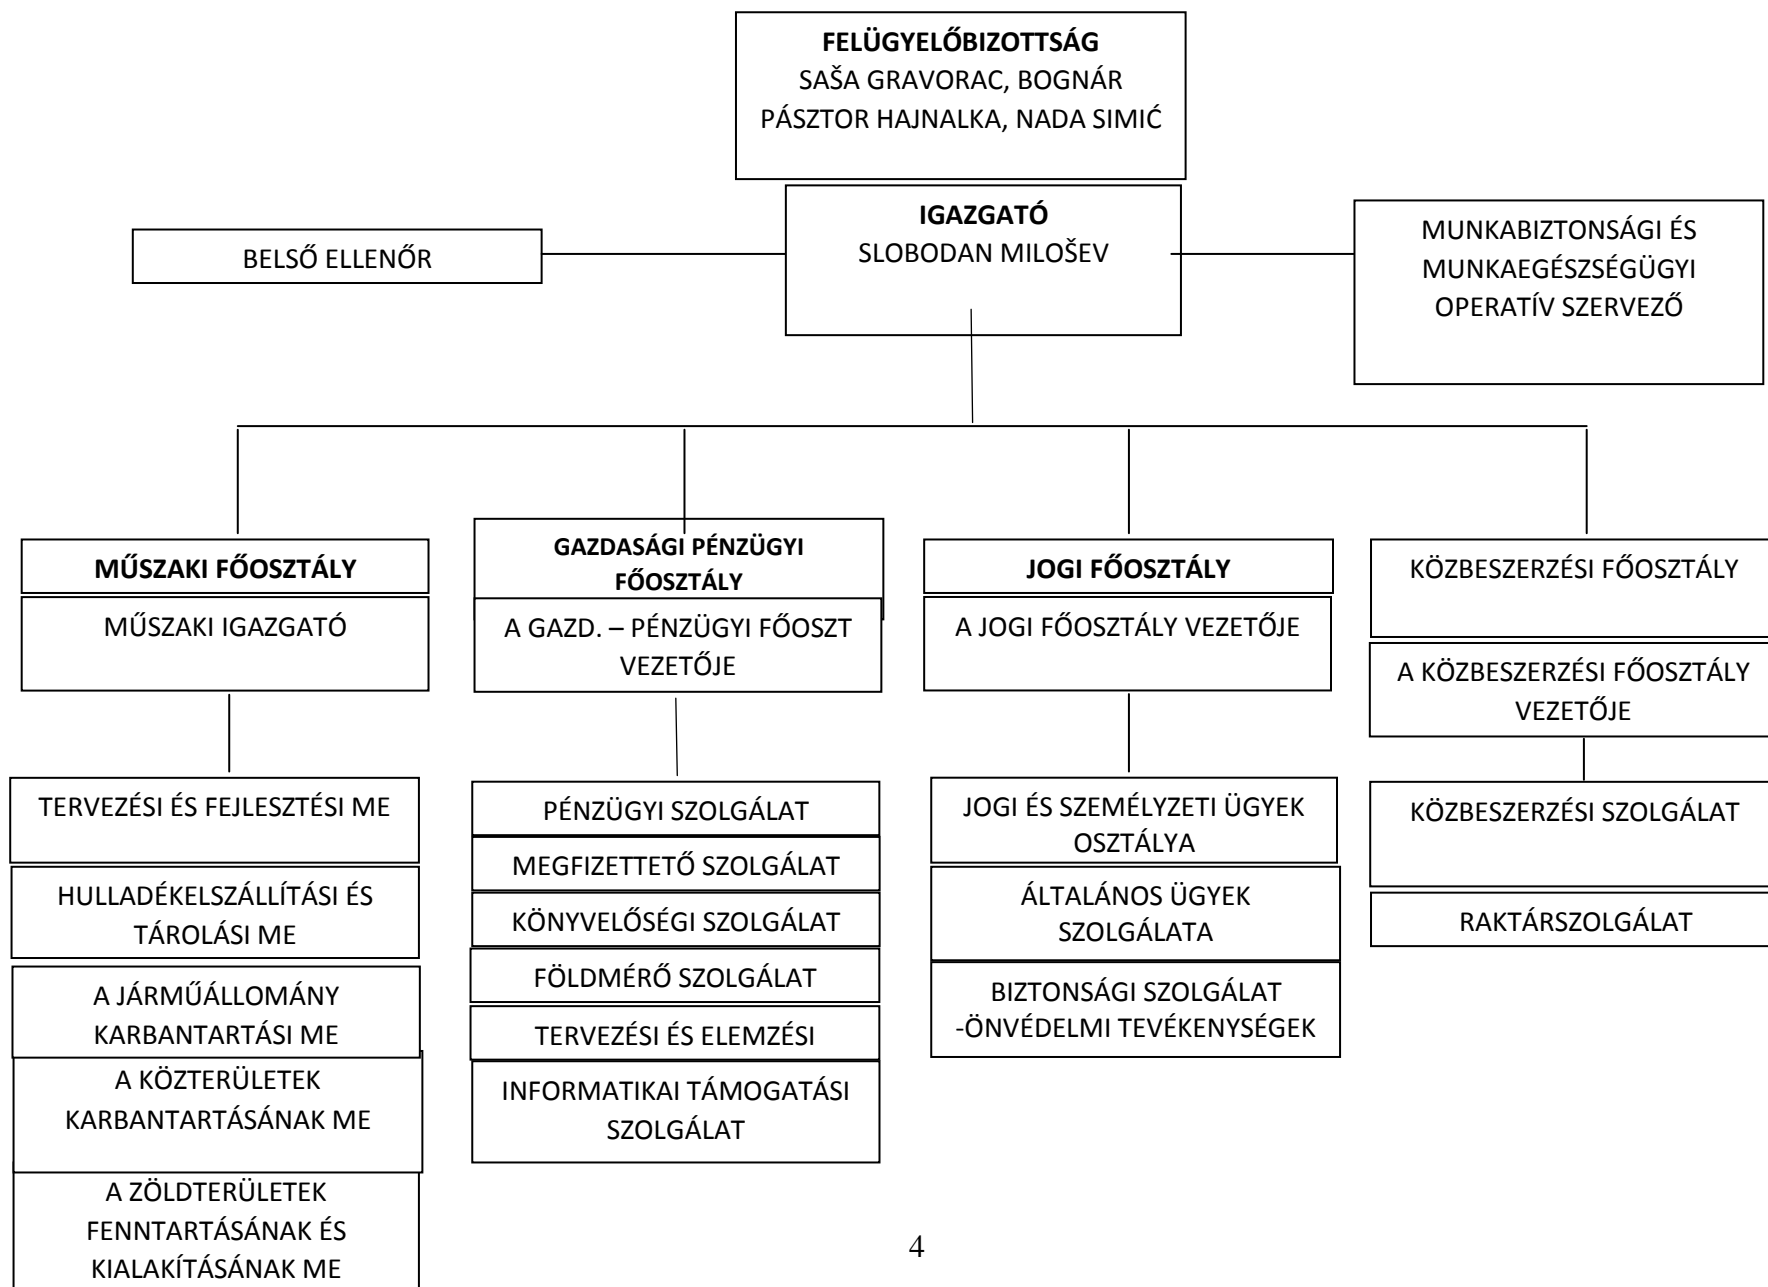 FELÜGYELŐBIZOTTSÁG
SAŠA GRAVORAC, BOGNÁR
PÁSZTOR HAJNALKA, NADA SIMIĆ
IGAZGATÓ
SLOBODAN MILOŠEV
BELSŐ ELLENŐR
MUNKABIZTONSÁGI ÉS
MUNKAEGÉSZSÉGÜGYI
OPERATÍV SZERVEZŐ
MŰSZAKI FŐOSZTÁLY
MŰSZAKI IGAZGATÓ
TERVEZÉSI ÉS FEJLESZTÉSI ME
HULLADÉKELSZÁLLÍTÁSI ÉS
TÁROLÁSI ME
A JÁRMŰÁLLOMÁNY
KARBANTARTÁSI ME
A KÖZTERÜLETEK
KARBANTARTÁSÁNAK ME
A ZÖLDTERÜLETEK
FENNTARTÁSÁNAK ÉS
KIALAKÍTÁSÁNAK ME
GAZDASÁGI PÉNZÜGYI
FŐOSZTÁLY
A GAZD. – PÉNZÜGYI FŐOSZT
VEZETŐJE
PÉNZÜGYI SZOLGÁLAT
MEGFIZETTETŐ SZOLGÁLAT
KÖNYVELŐSÉGI SZOLGÁLAT
FÖLDMÉRŐ SZOLGÁLAT
TERVEZÉSI ÉS ELEMZÉSI
INFORMATIKAI TÁMOGATÁSI
SZOLGÁLAT
JOGI FŐOSZTÁLY
A JOGI FŐOSZTÁLY VEZETŐJE
JOGI ÉS SZEMÉLYZETI ÜGYEK
OSZTÁLYA
ÁLTALÁNOS ÜGYEK
SZOLGÁLATA
BIZTONSÁGI SZOLGÁLAT
-ÖNVÉDELMI TEVÉKENYSÉGEK
KÖZBESZERZÉSI FŐOSZTÁLY
A KÖZBESZERZÉSI FŐOSZTÁLY
VEZETŐJE
KÖZBESZERZÉSI SZOLGÁLAT
RAKTÁRSZOLGÁLAT
4